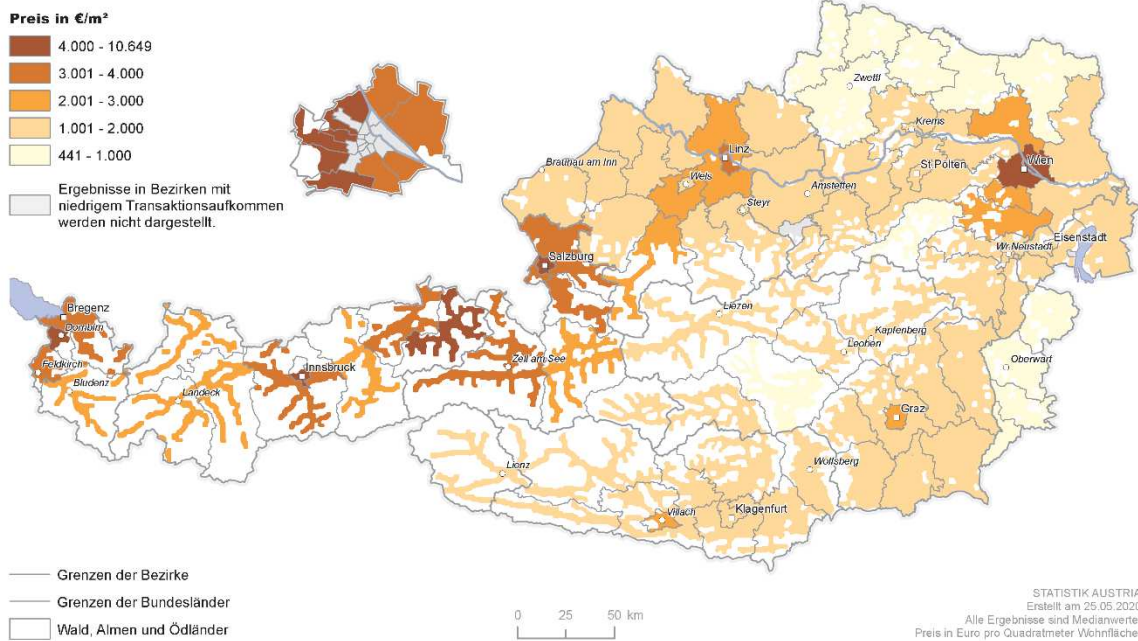 Preis in €/m²
4.000 - 10.649
3.001 - 4.000
2.001 - 3.000
1.001 - 2.000
441 - 1.000
Ergebnisse in Bezirken mit
niedrigem Transaktionsaufkommen
werden nicht dargestellt.
Zwettl
Krems
Linz
Wien
Braunau am Inn
St Pölten
Wels
Amstetten
Steyr
Eisenstadt
Wr.Neustadt
Salzburg
Bregenz
Dornbirn
Liezen
Kapfenberg
Leoben
Zell am See
Oberwart
Feldkirch
Innsbruck
Bludenz
Landeck
Graz
Lienz
Wolfsberg
Villach
Klagenfurt
Grenzen der Bezirke
Grenzen der Bundesländer
Wald, Almen und Ödländer
0 25 50 km
STATISTIK AUSTRIA
Erstellt am 25.05.2020
Alle Ergebnisse sind Medianwerte.
Preis in Euro pro Quadratmeter Wohnfläche.